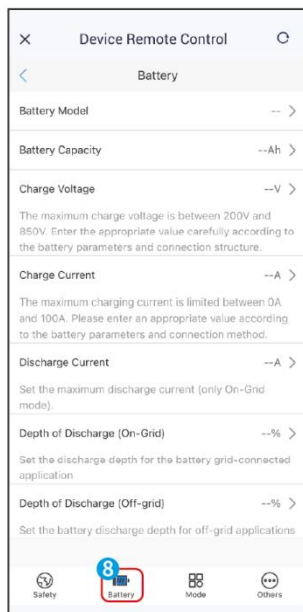 Device Remote Control
Battery
Battery Model -- >
Battery Capacity --Ah >
Charge Voltage --V >
The maximum charge voltage is between 200V and
850V. Enter the appropriate value carefully according to
the battery parameters and connection structure.
Charge Current --A >
The maximum charging current is limited between 0A
and 100A. Please enter an appropriate value according
to the battery parameters and connection method.
Discharge Current --A >
Set the maximum discharge current (only On-Grid
mode).
Depth of Discharge (On-Grid) --% >
Set the discharge depth for the battery grid-connected
application
Depth of Discharge (Off-grid) --% >
Set the battery discharge depth for off-grid applications
8
Safety Battery Mode Others